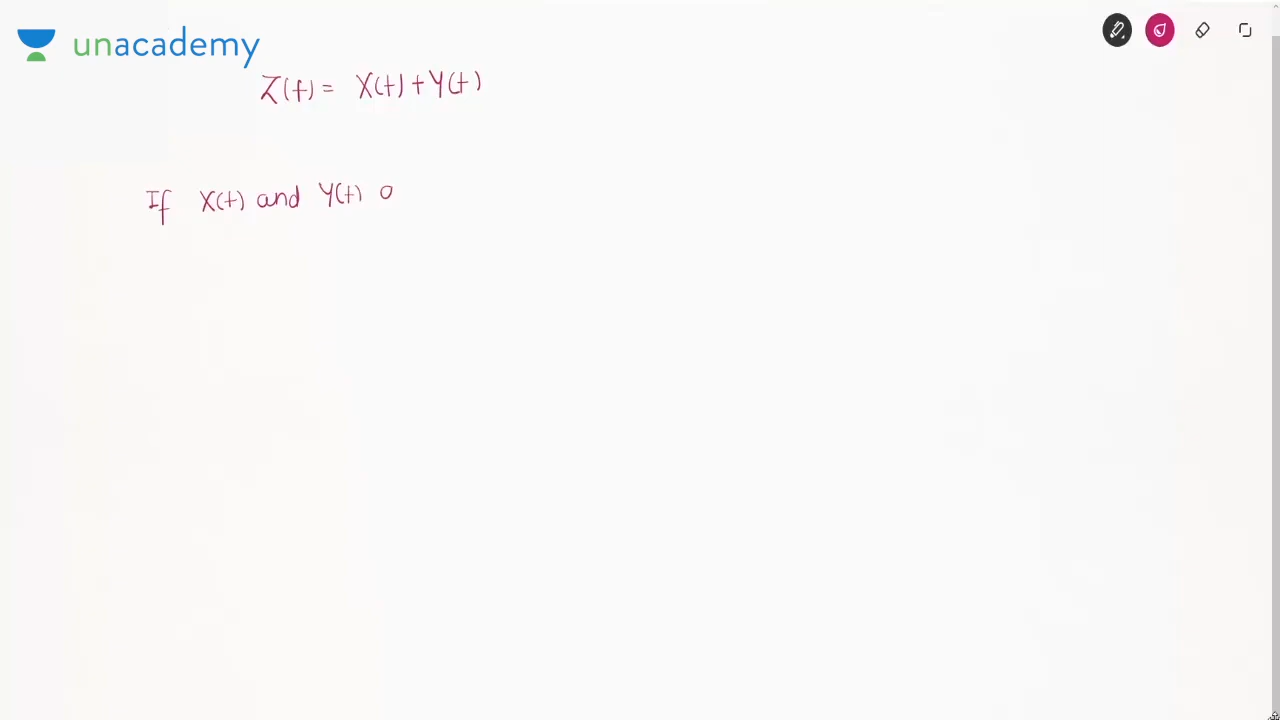 unacademy
Z(t) = X(t) + Y(t)
If X(t) and Y(t) a